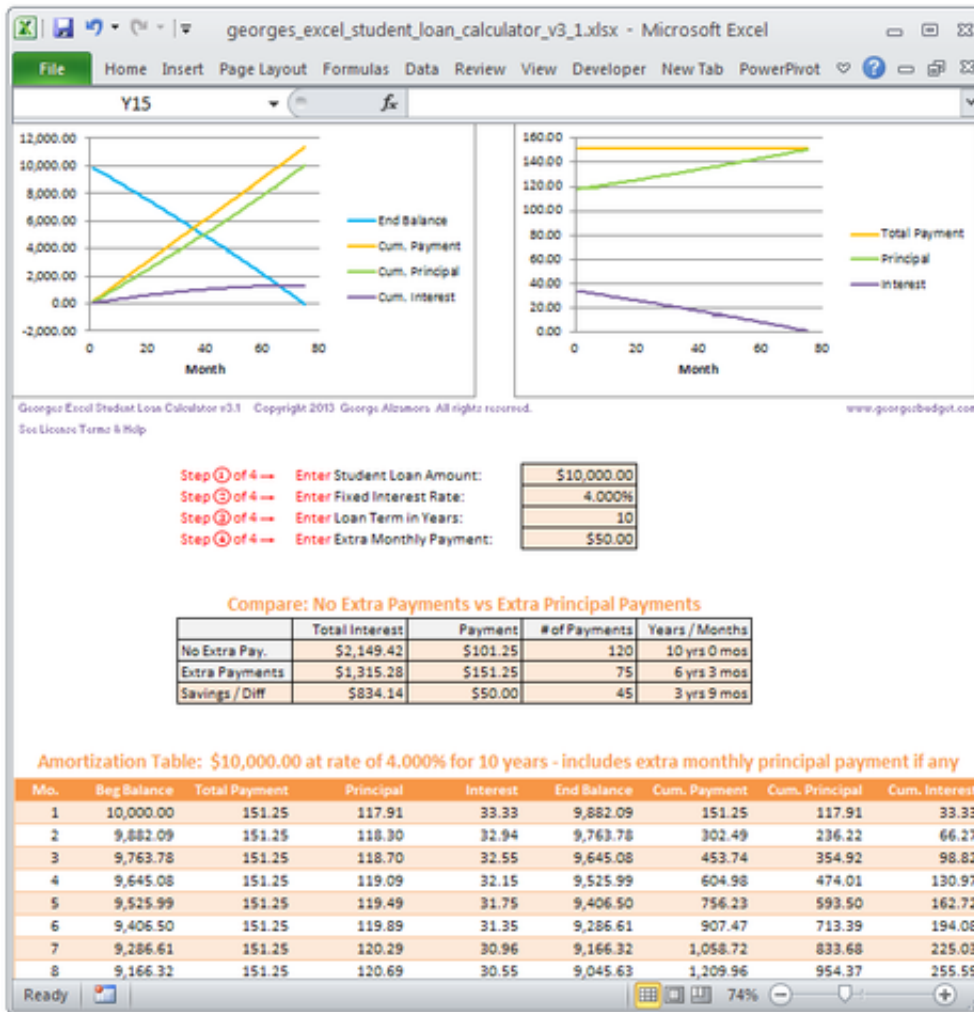 georges_excel_student_loan_calculator_v3_1.xlsx - Microsoft Excel
File Home Insert Page Layout Formulas Data Review View Developer New Tab PowerPivot
Y15 fx
12,000.00
10,000.00
8,000.00
6,000.00
4,000.00
2,000.00
0.00
-2,000.00
0 20 40 60 80
Month
End Balance
Cum. Payment
Cum. Principal
Cum. Interest
160.00
140.00
120.00
100.00
80.00
60.00
40.00
20.00
0.00
0 20 40 60 80
Month
Total Payment
Principal
Interest
Georges Excel Student Loan Calculator v3.1 Copyright 2013 George Alzamora All rights reserved. www.georgesbudget.com
See License Terms & Help
Step 1 of 4 → Enter Student Loan Amount: $10,000.00
Step 2 of 4 → Enter Fixed Interest Rate: 4.000%
Step 3 of 4 → Enter Loan Term in Years: 10
Step 4 of 4 → Enter Extra Monthly Payment: $50.00
Compare: No Extra Payments vs Extra Principal Payments
Total Interest Payment # of Payments Years / Months
No Extra Pay. $2,149.42 $101.25 120 10 yrs 0 mos
Extra Payments $1,315.28 $151.25 75 6 yrs 3 mos
Savings / Diff $834.14 $50.00 45 3 yrs 9 mos
Amortization Table: $10,000.00 at rate of 4.000% for 10 years - includes extra monthly principal payment if any
Mo. Beg Balance Total Payment Principal Interest End Balance Cum. Payment Cum. Principal Cum. Interest
1 10,000.00 151.25 117.91 33.33 9,882.09 151.25 117.91 33.33
2 9,882.09 151.25 118.30 32.94 9,763.78 302.49 236.22 66.27
3 9,763.78 151.25 118.70 32.55 9,645.08 453.74 354.92 98.82
4 9,645.08 151.25 119.09 32.15 9,525.99 604.98 474.01 130.97
5 9,525.99 151.25 119.49 31.75 9,406.50 756.23 593.50 162.72
6 9,406.50 151.25 119.89 31.35 9,286.61 907.47 713.39 194.08
7 9,286.61 151.25 120.29 30.96 9,166.32 1,058.72 833.68 225.03
8 9,166.32 151.25 120.69 30.55 9,045.63 1,209.96 954.37 255.59
Ready 74%